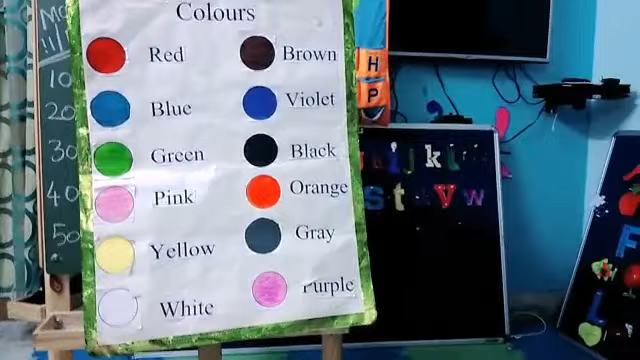 Colours
Red
Brown
Blue
Violet
Green
Black
Pink
Orange
Yellow
Gray
White
Purple
10
20
30
40
50
H
P
k l
s t u v w